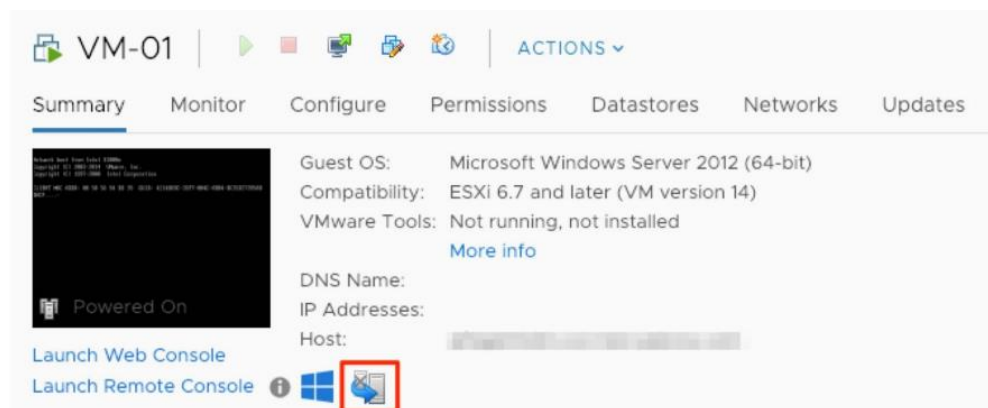 VM-01
ACTIONS
Summary Monitor Configure Permissions Datastores Networks Updates
Guest OS: Microsoft Windows Server 2012 (64-bit)
Compatibility: ESXi 6.7 and later (VM version 14)
VMware Tools: Not running, not installed
More info
DNS Name:
IP Addresses:
Host:
Powered On
Launch Web Console
Launch Remote Console